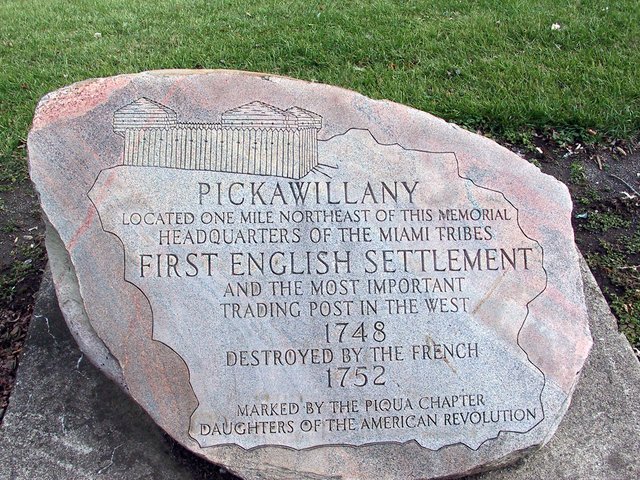 PICKAWILLANY
LOCATED ONE MILE NORTHEAST OF THIS MEMORIAL
HEADQUARTERS OF THE MIAMI TRIBES
FIRST ENGLISH SETTLEMENT
AND THE MOST IMPORTANT
TRADING POST IN THE WEST
1748
DESTROYED BY THE FRENCH
1752
MARKED BY THE PIQUA CHAPTER
DAUGHTERS OF THE AMERICAN REVOLUTION